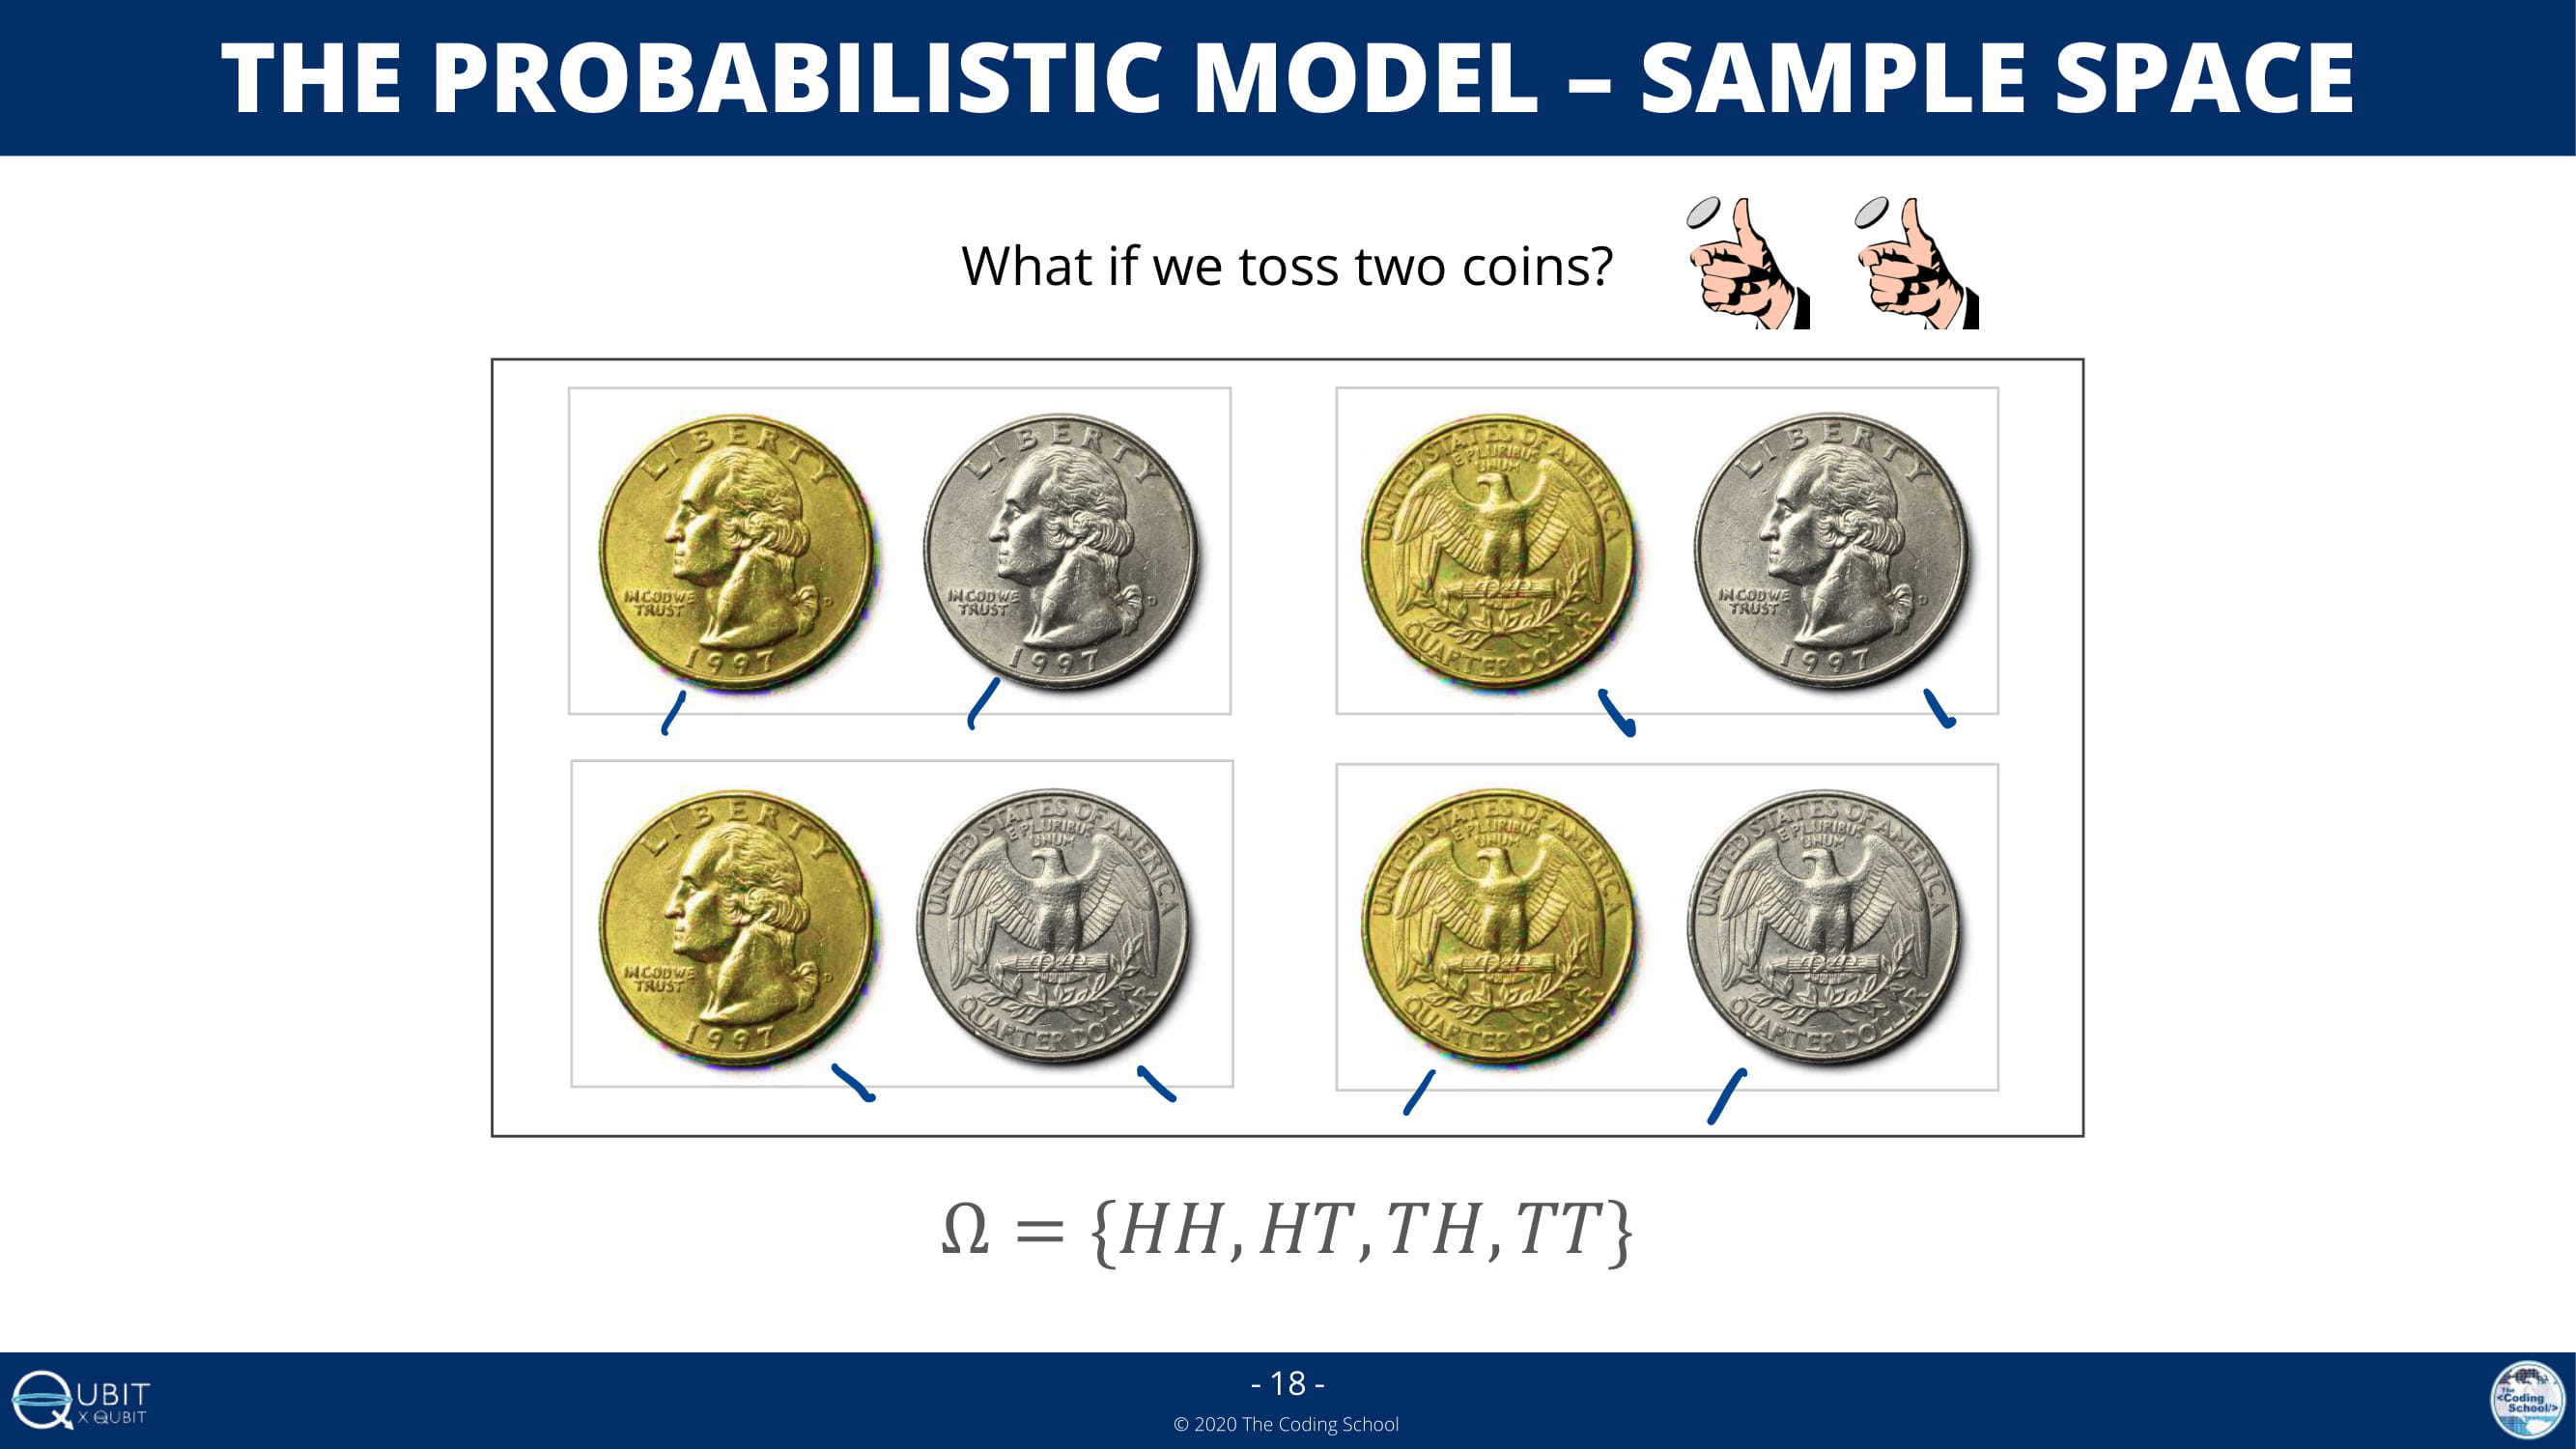 THE PROBABILISTIC MODEL – SAMPLE SPACE
What if we toss two coins?
LIBERTY
IN GOD WE
TRUST
1997
LIBERTY
IN GOD WE
TRUST
1997
UNITED STATES OF AMERICA
E PLURIBUS
UNUM
QUARTER DOLLAR
LIBERTY
IN GOD WE
TRUST
1997
LIBERTY
IN GOD WE
TRUST
1997
UNITED STATES OF AMERICA
E PLURIBUS
UNUM
QUARTER DOLLAR
UNITED STATES OF AMERICA
E PLURIBUS
UNUM
QUARTER DOLLAR
UNITED STATES OF AMERICA
E PLURIBUS
UNUM
QUARTER DOLLAR
Ω = {HH, HT, TH, TT}
QUBIT
X QUBIT
- 18 -
© 2020 The Coding School
The
<Coding
School/>